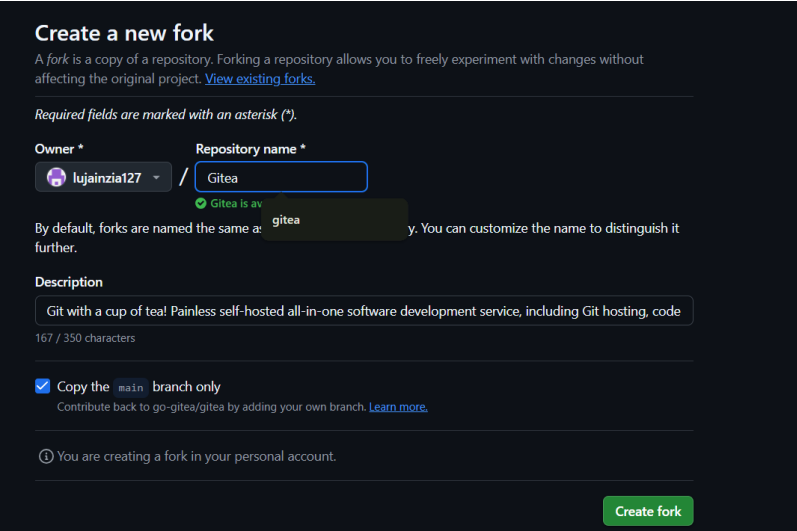 Create a new fork
A fork is a copy of a repository. Forking a repository allows you to freely experiment with changes without
affecting the original project. View existing forks.
Required fields are marked with an asterisk (*).
Owner *
Repository name *
lujainzia127
/
Gitea
Gitea is av
gitea
By default, forks are named the same as y. You can customize the name to distinguish it
further.
Description
Git with a cup of tea! Painless self-hosted all-in-one software development service, including Git hosting, code
167 / 350 characters
Copy the main branch only
Contribute back to go-gitea/gitea by adding your own branch. Learn more.
You are creating a fork in your personal account.
Create fork